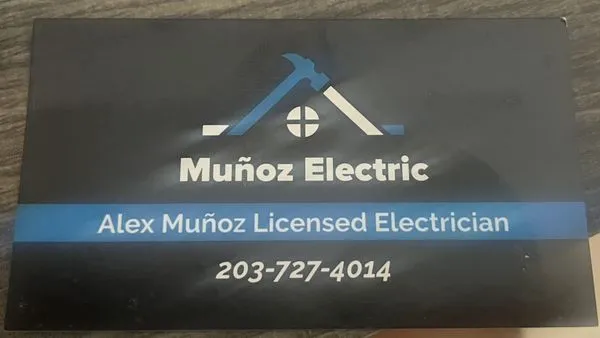 Muñoz Electric
Alex Muñoz Licensed Electrician
203-727-4014